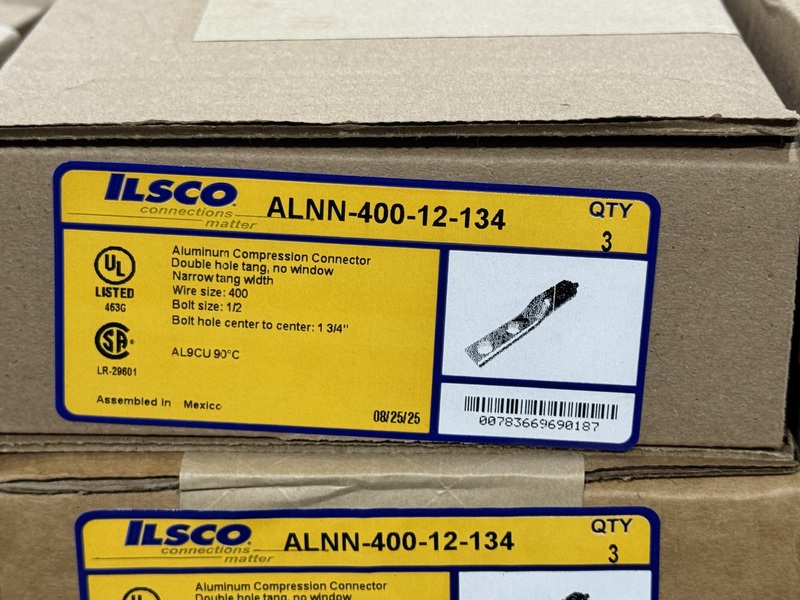 ILSCO
connections
matter
ALNN-400-12-134
QTY
3
UL
LISTED
463G
SA
LR-29601
Aluminum Compression Connector
Double hole tang, no window
Narrow tang width
Wire size: 400
Bolt size: 1/2
Bolt hole center to center: 1 3/4"
AL9CU 90°C
Assembled in Mexico
08/25/25
00783669690187
ILSCO
connections
matter
ALNN-400-12-134
QTY
3
Aluminum Compression Connector
Double hole tang, no window